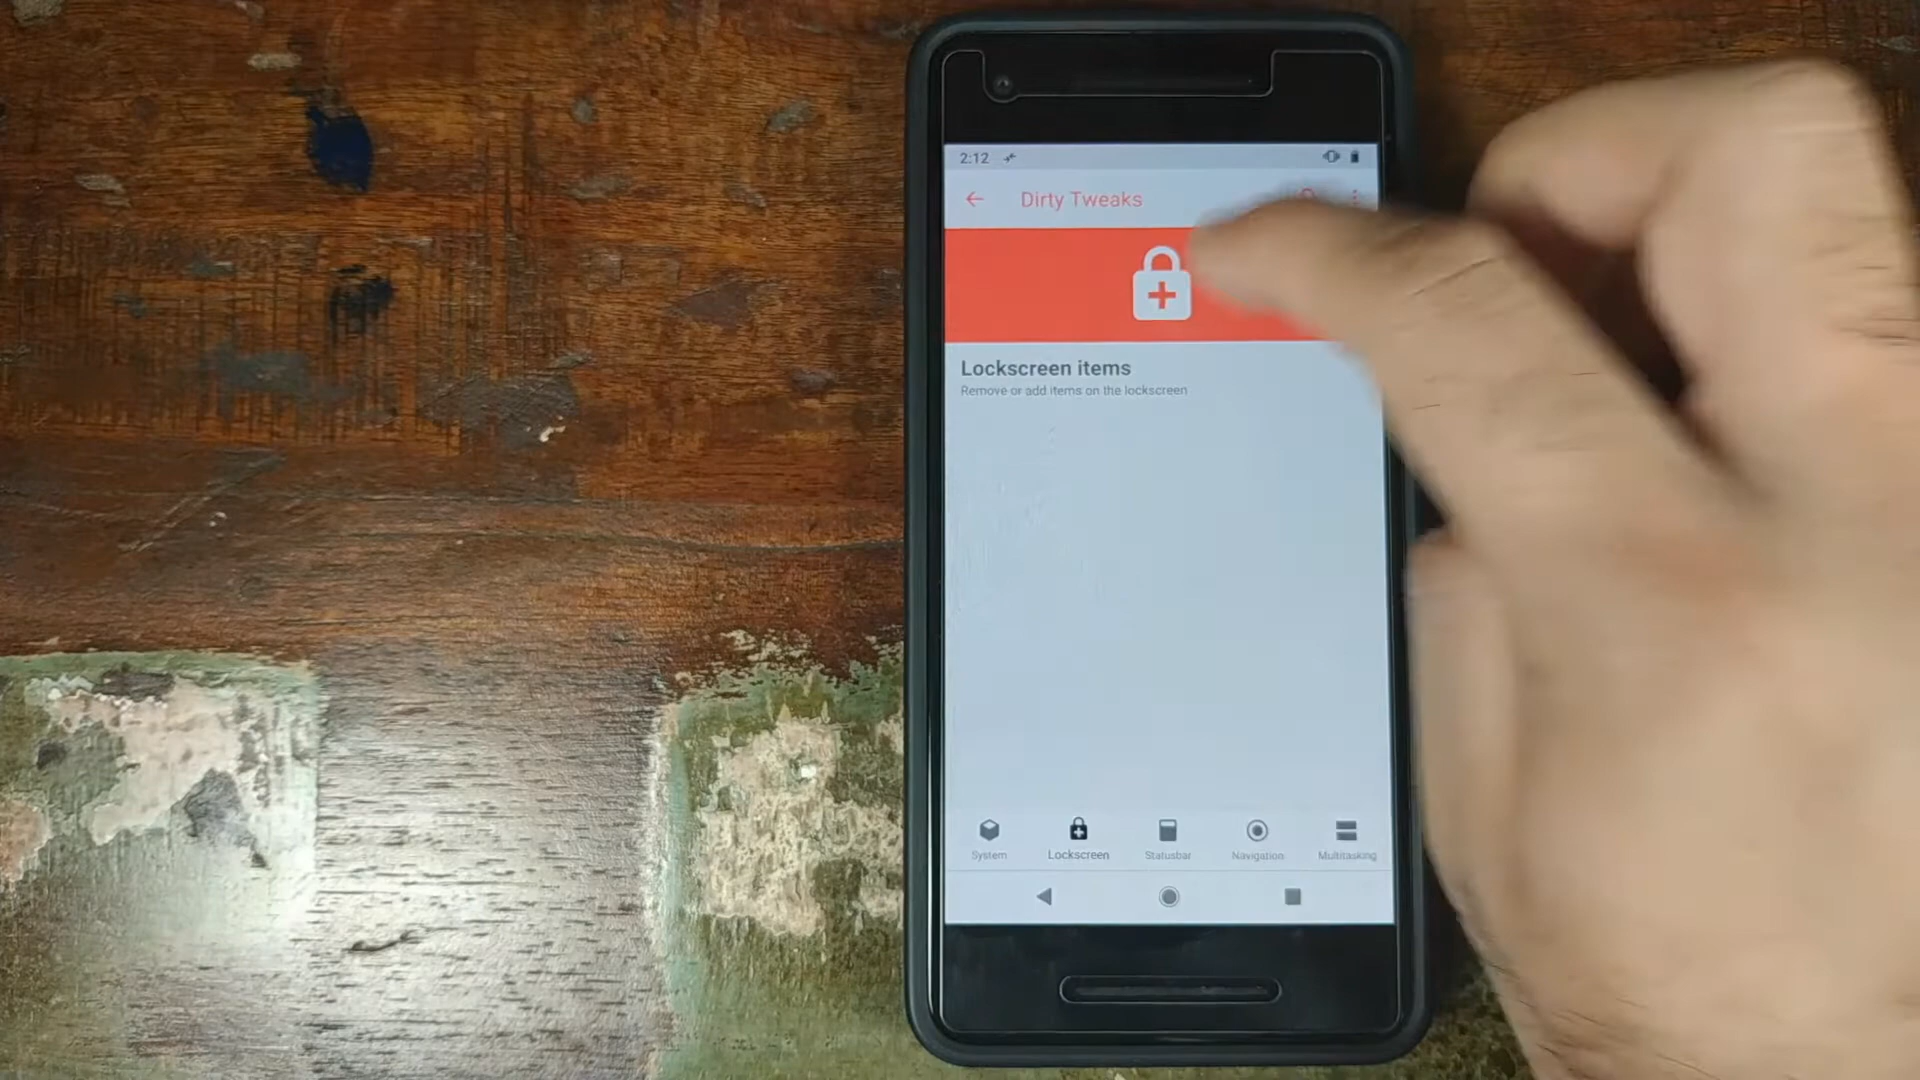 2:12
Dirty Tweaks
Lockscreen items
Remove or add items on the lockscreen
System Lockscreen Statusbar Navigation Multitasking